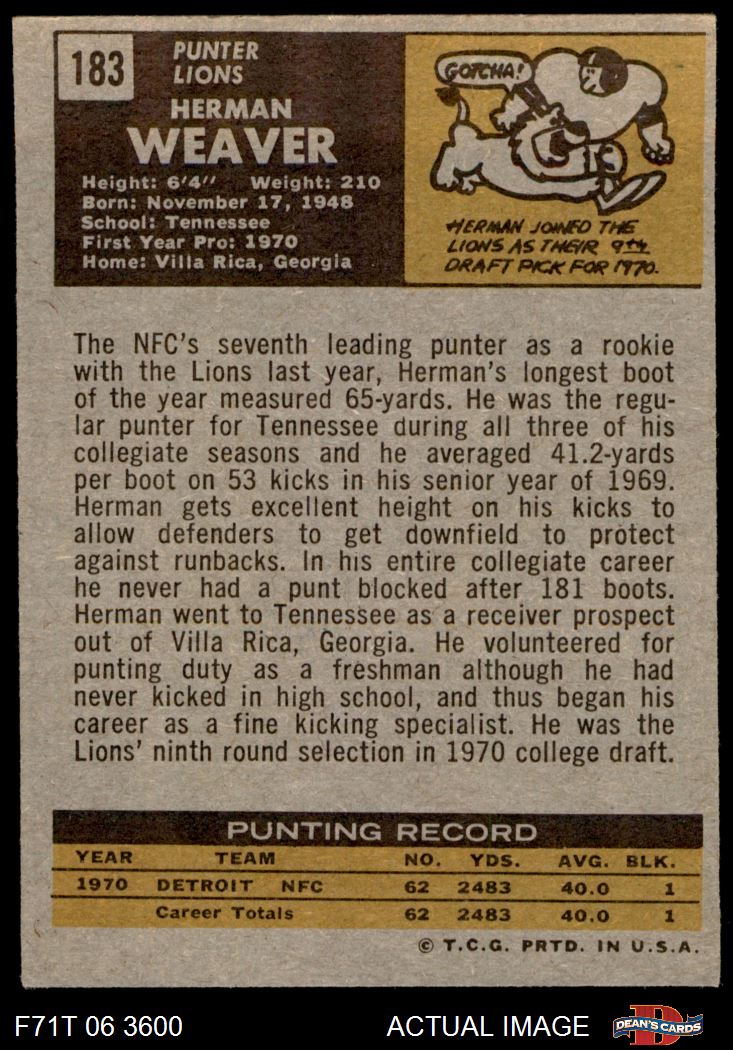 183
PUNTER
LIONS
HERMAN
WEAVER
Height: 6'4" Weight: 210
Born: November 17, 1948
School: Tennessee
First Year Pro: 1970
Home: Villa Rica, Georgia
GOTCHA!
HERMAN JOINED THE
LIONS AS THEIR 9th
DRAFT PICK FOR 1970.
The NFC's seventh leading punter as a rookie
with the Lions last year, Herman's longest boot
of the year measured 65-yards. He was the regu-
lar punter for Tennessee during all three of his
collegiate seasons and he averaged 41.2-yards
per boot on 53 kicks in his senior year of 1969.
Herman gets excellent height on his kicks to
allow defenders to get downfield to protect
against runbacks. In his entire collegiate career
he never had a punt blocked after 181 boots.
Herman went to Tennessee as a receiver prospect
out of Villa Rica, Georgia. He volunteered for
punting duty as a freshman although he had
never kicked in high school, and thus began his
career as a fine kicking specialist. He was the
Lions' ninth round selection in 1970 college draft.
PUNTING RECORD
YEAR TEAM NO. YDS. AVG. BLK.
1970 DETROIT NFC 62 2483 40.0 1
Career Totals 62 2483 40.0 1
© T.C.G. PRTD. IN U.S.A.
F71T 06 3600 ACTUAL IMAGE D DEAN'S CARDS